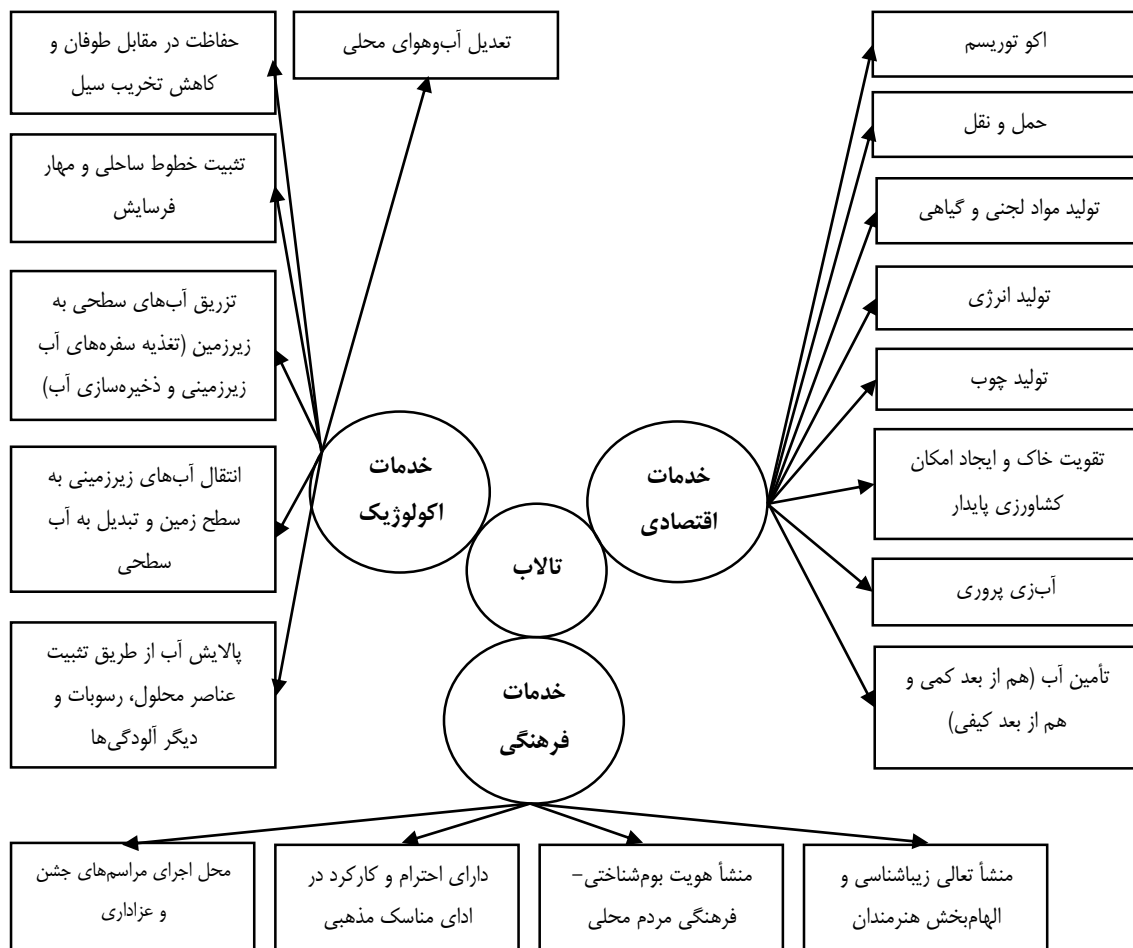 اکو توریسم
حمل و نقل
تولید مواد لجنی و گیاهی
تولید انرژی
تولید چوب
تقویت خاک و ایجاد امکان
کشاورزی پایدار
آب‌زی پروری
تأمین آب (هم از بعد کمی و
هم از بعد کیفی)
خدمات
اقتصادی
تالاب
خدمات
اکولوژیک
تعدیل آب‌وهوای محلی
حفاظت در مقابل طوفان و
کاهش تخریب سیل
تثبیت خطوط ساحلی و مهار
فرسایش
تزریق آب‌های سطحی به
زیرزمین (تغذیه سفره‌های آب
زیرزمینی و ذخیره‌سازی آب)
انتقال آب‌های زیرزمینی به
سطح زمین و تبدیل به آب
سطحی
پالایش آب از طریق تثبیت
عناصر محلول، رسوبات و
دیگر آلودگی‌ها
خدمات
فرهنگی
منشأ تعالی زیباشناسی و
الهام‌بخش هنرمندان
منشأ هویت بوم‌شناختی–
فرهنگی مردم محلی
دارای احترام و کارکرد در
ادای مناسک مذهبی
محل اجرای مراسم‌های جشن
و عزاداری